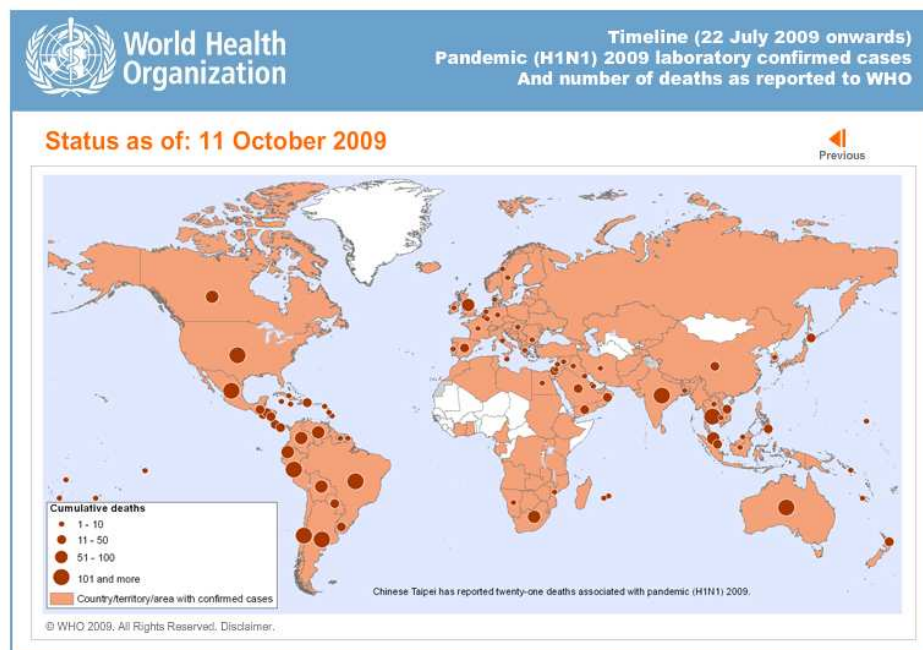 World Health
Organization
Timeline (22 July 2009 onwards)
Pandemic (H1N1) 2009 laboratory confirmed cases
And number of deaths as reported to WHO
Status as of: 11 October 2009
Previous
Cumulative deaths
1 - 10
11 - 50
51 - 100
101 and more
Country/territory/area with confirmed cases
Chinese Taipei has reported twenty-one deaths associated with pandemic (H1N1) 2009.
© WHO 2009. All Rights Reserved. Disclaimer.